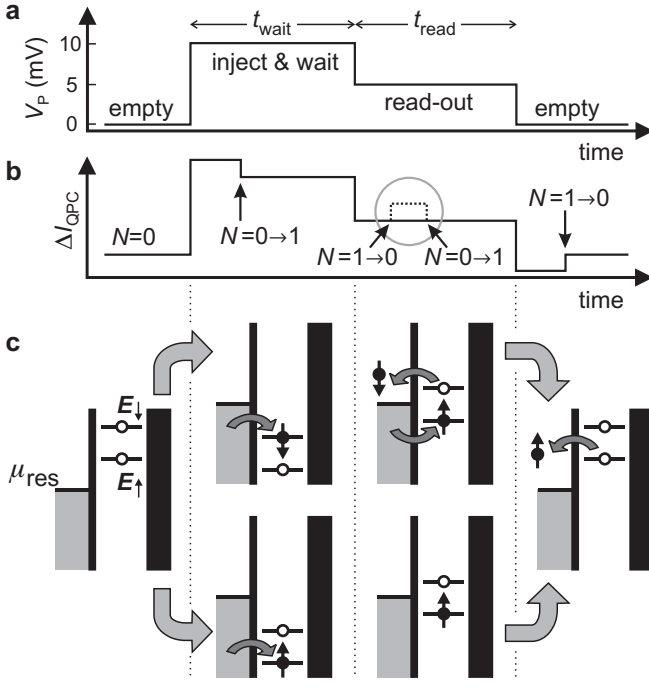 a
t_wait
t_read
V_P (mV)
10
5
0
empty
inject & wait
read-out
empty
time
b
ΔI_QPC
N=0
N=0→1
N=1→0
N=0→1
N=1→0
time
c
E↓
E↑
μ_res